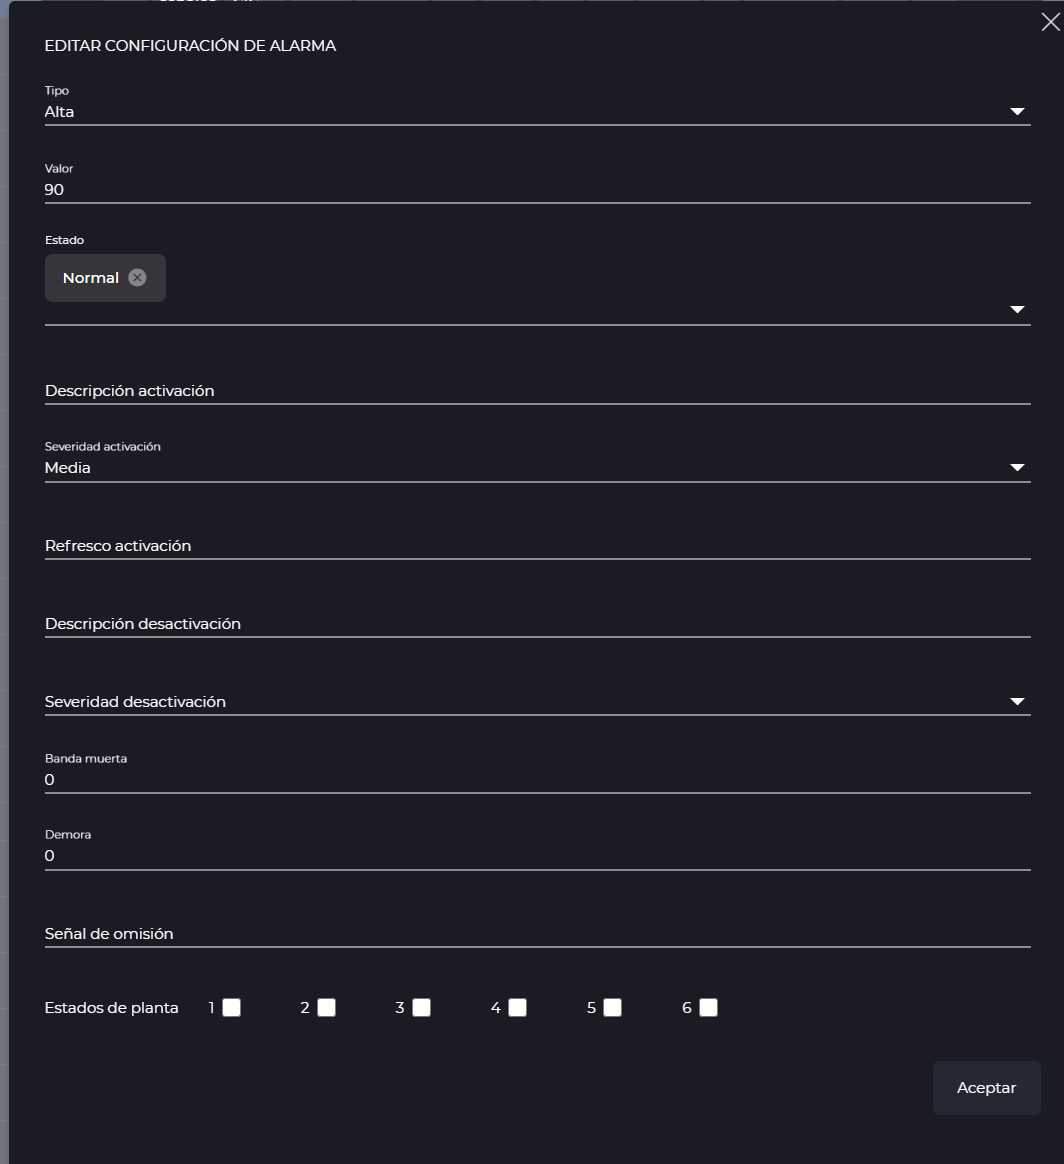 EDITAR CONFIGURACIÓN DE ALARMA
Tipo
Alta
Valor
90
Estado
Normal
Descripción activación
Severidad activación
Media
Refresco activación
Descripción desactivación
Severidad desactivación
Banda muerta
0
Demora
0
Señal de omisión
Estados de planta 1 2 3 4 5 6
Aceptar